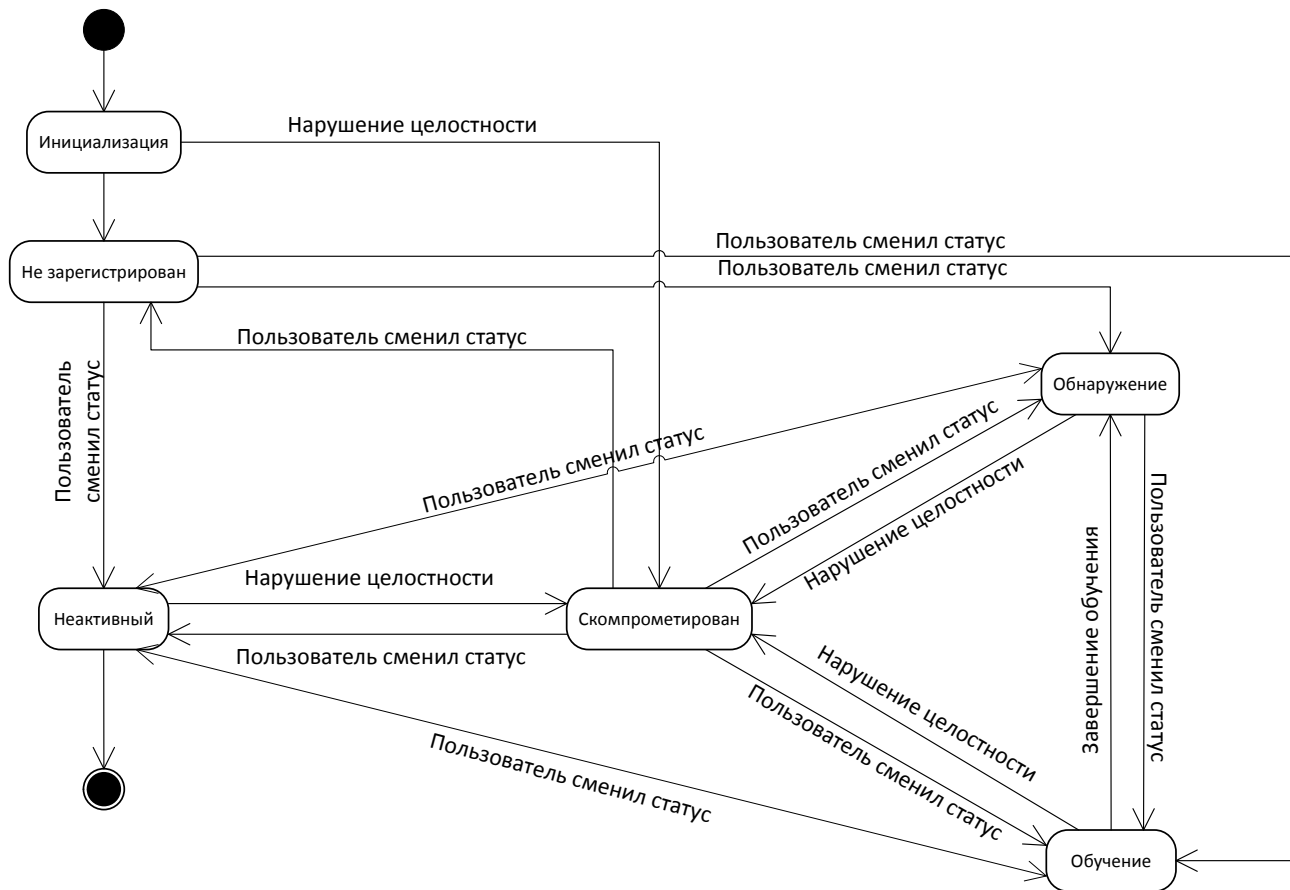 Нарушение целостности
Инициализация
Пользователь сменил статус
Не зарегистрирован
Пользователь сменил статус
Пользователь сменил статус
Обнаружение
Пользователь
сменил статус
Пользователь сменил статус
Пользователь сменил статус
Нарушение целостности
Пользователь сменил статус
Завершение обучения
Нарушение целостности
Неактивный
Скомпрометирован
Пользователь сменил статус
Нарушение целостности
Пользователь сменил статус
Пользователь сменил статус
Обучение